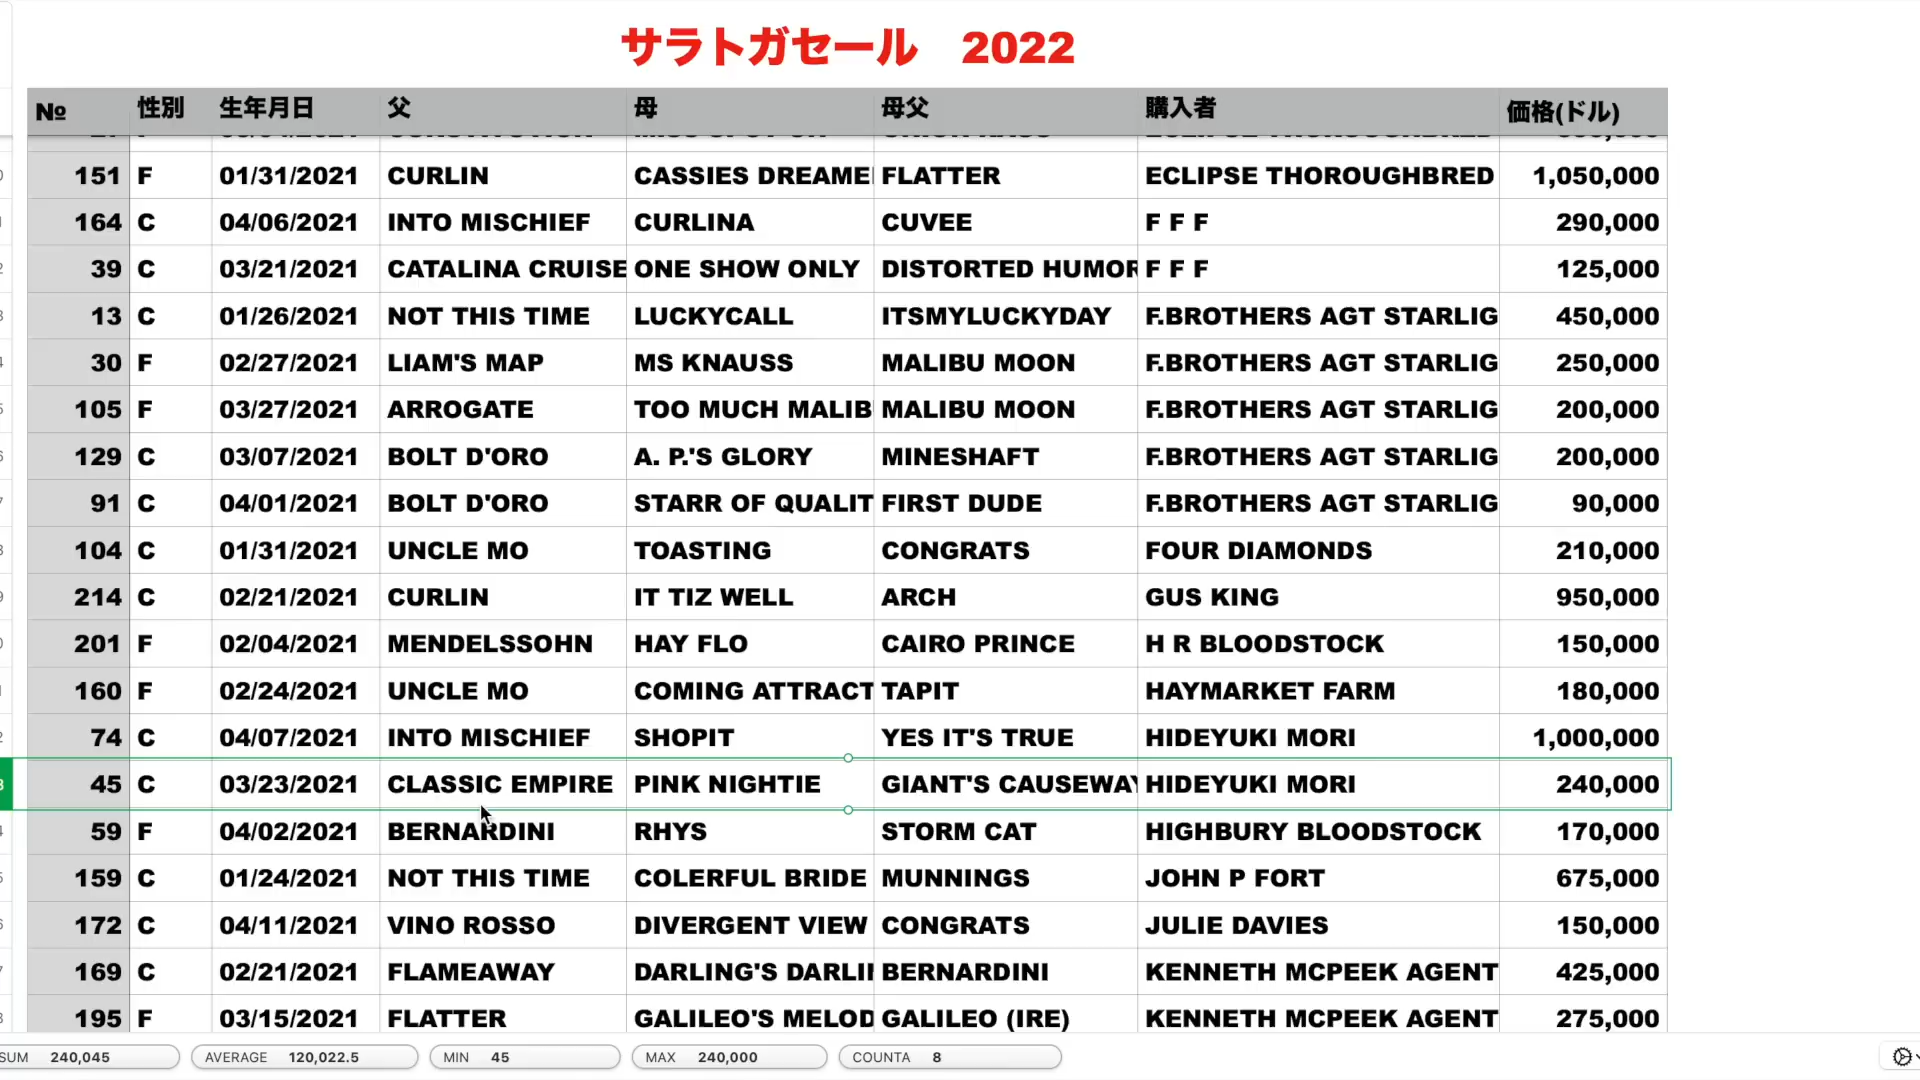 サラトガセール 2022
№ 性別 生年月日 父 母 母父 購入者 価格(ドル)
151 F 01/31/2021 CURLIN CASSIES DREAME FLATTER ECLIPSE THOROUGHBRED 1,050,000
164 C 04/06/2021 INTO MISCHIEF CURLINA CUVEE F F F 290,000
39 C 03/21/2021 CATALINA CRUISE ONE SHOW ONLY DISTORTED HUMOR F F F 125,000
13 C 01/26/2021 NOT THIS TIME LUCKYCALL ITSMYLUCKYDAY F.BROTHERS AGT STARLIG 450,000
30 F 02/27/2021 LIAM'S MAP MS KNAUSS MALIBU MOON F.BROTHERS AGT STARLIG 250,000
105 F 03/27/2021 ARROGATE TOO MUCH MALIB MALIBU MOON F.BROTHERS AGT STARLIG 200,000
129 C 03/07/2021 BOLT D'ORO A. P.'S GLORY MINESHAFT F.BROTHERS AGT STARLIG 200,000
91 C 04/01/2021 BOLT D'ORO STARR OF QUALIT FIRST DUDE F.BROTHERS AGT STARLIG 90,000
104 C 01/31/2021 UNCLE MO TOASTING CONGRATS FOUR DIAMONDS 210,000
214 C 02/21/2021 CURLIN IT TIZ WELL ARCH GUS KING 950,000
201 F 02/04/2021 MENDELSSOHN HAY FLO CAIRO PRINCE H R BLOODSTOCK 150,000
160 F 02/24/2021 UNCLE MO COMING ATTRACT TAPIT HAYMARKET FARM 180,000
74 C 04/07/2021 INTO MISCHIEF SHOPIT YES IT'S TRUE HIDEYUKI MORI 1,000,000
45 C 03/23/2021 CLASSIC EMPIRE PINK NIGHTIE GIANT'S CAUSEWAY HIDEYUKI MORI 240,000
59 F 04/02/2021 BERNARDINI RHYS STORM CAT HIGHBURY BLOODSTOCK 170,000
159 C 01/24/2021 NOT THIS TIME COLERFUL BRIDE MUNNINGS JOHN P FORT 675,000
172 C 04/11/2021 VINO ROSSO DIVERGENT VIEW CONGRATS JULIE DAVIES 150,000
169 C 02/21/2021 FLAMEAWAY DARLING'S DARLI BERNARDINI KENNETH MCPEEK AGENT 425,000
195 F 03/15/2021 FLATTER GALILEO'S MELOD GALILEO (IRE) KENNETH MCPEEK AGENT 275,000
SUM 240,045 AVERAGE 120,022.5 MIN 45 MAX 240,000 COUNTA 8